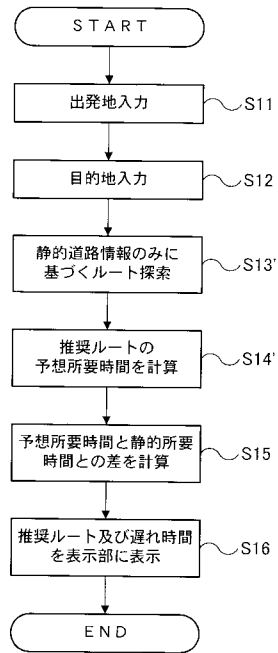 START
出発地入力
S11
目的地入力
S12
静的道路情報のみに
基づくルート探索
S13'
推奨ルートの
予想所要時間を計算
S14'
予想所要時間と静的所要
時間との差を計算
S15
推奨ルート及び遅れ時間
を表示部に表示
S16
END